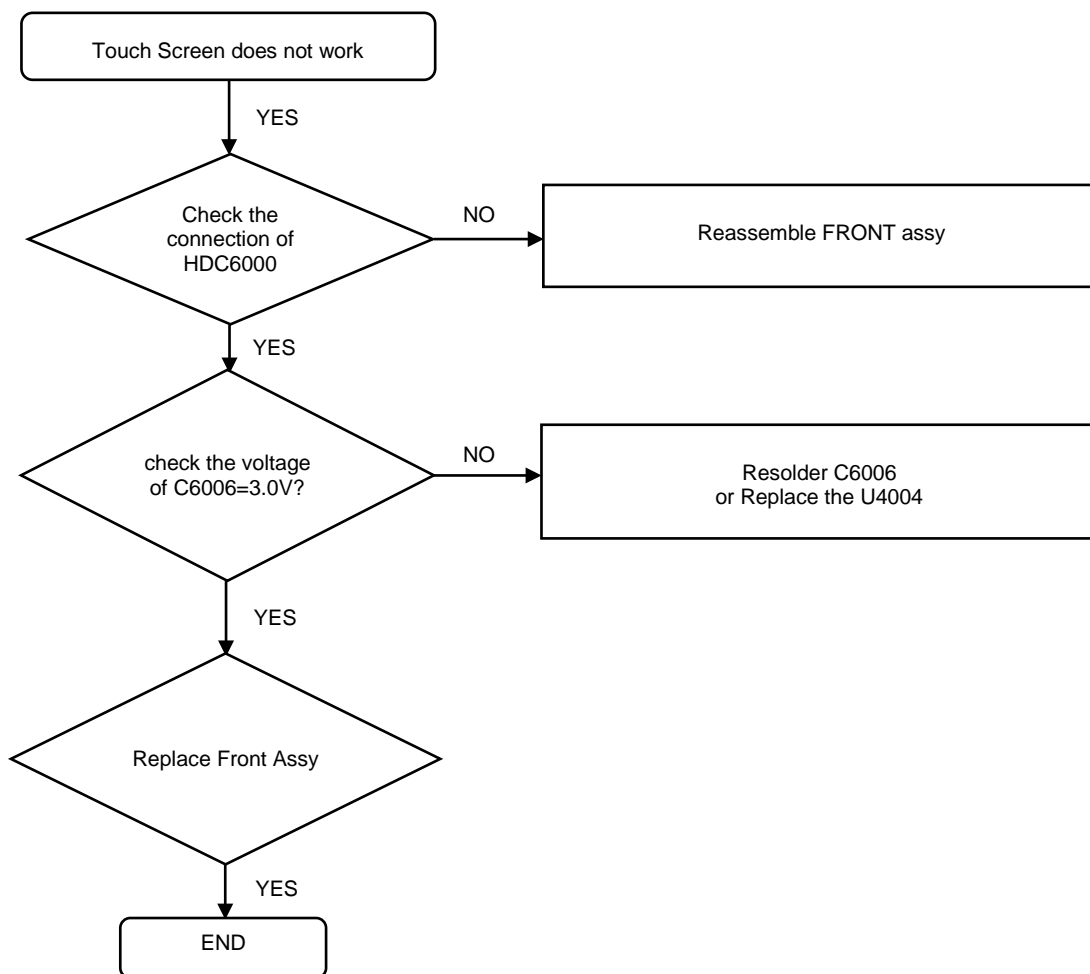 Touch Screen does not work
YES
Check the
connection of
HDC6000
NO
Reassemble FRONT assy
YES
check the voltage
of C6006=3.0V?
NO
Resolder C6006
or Replace the U4004
YES
Replace Front Assy
YES
END